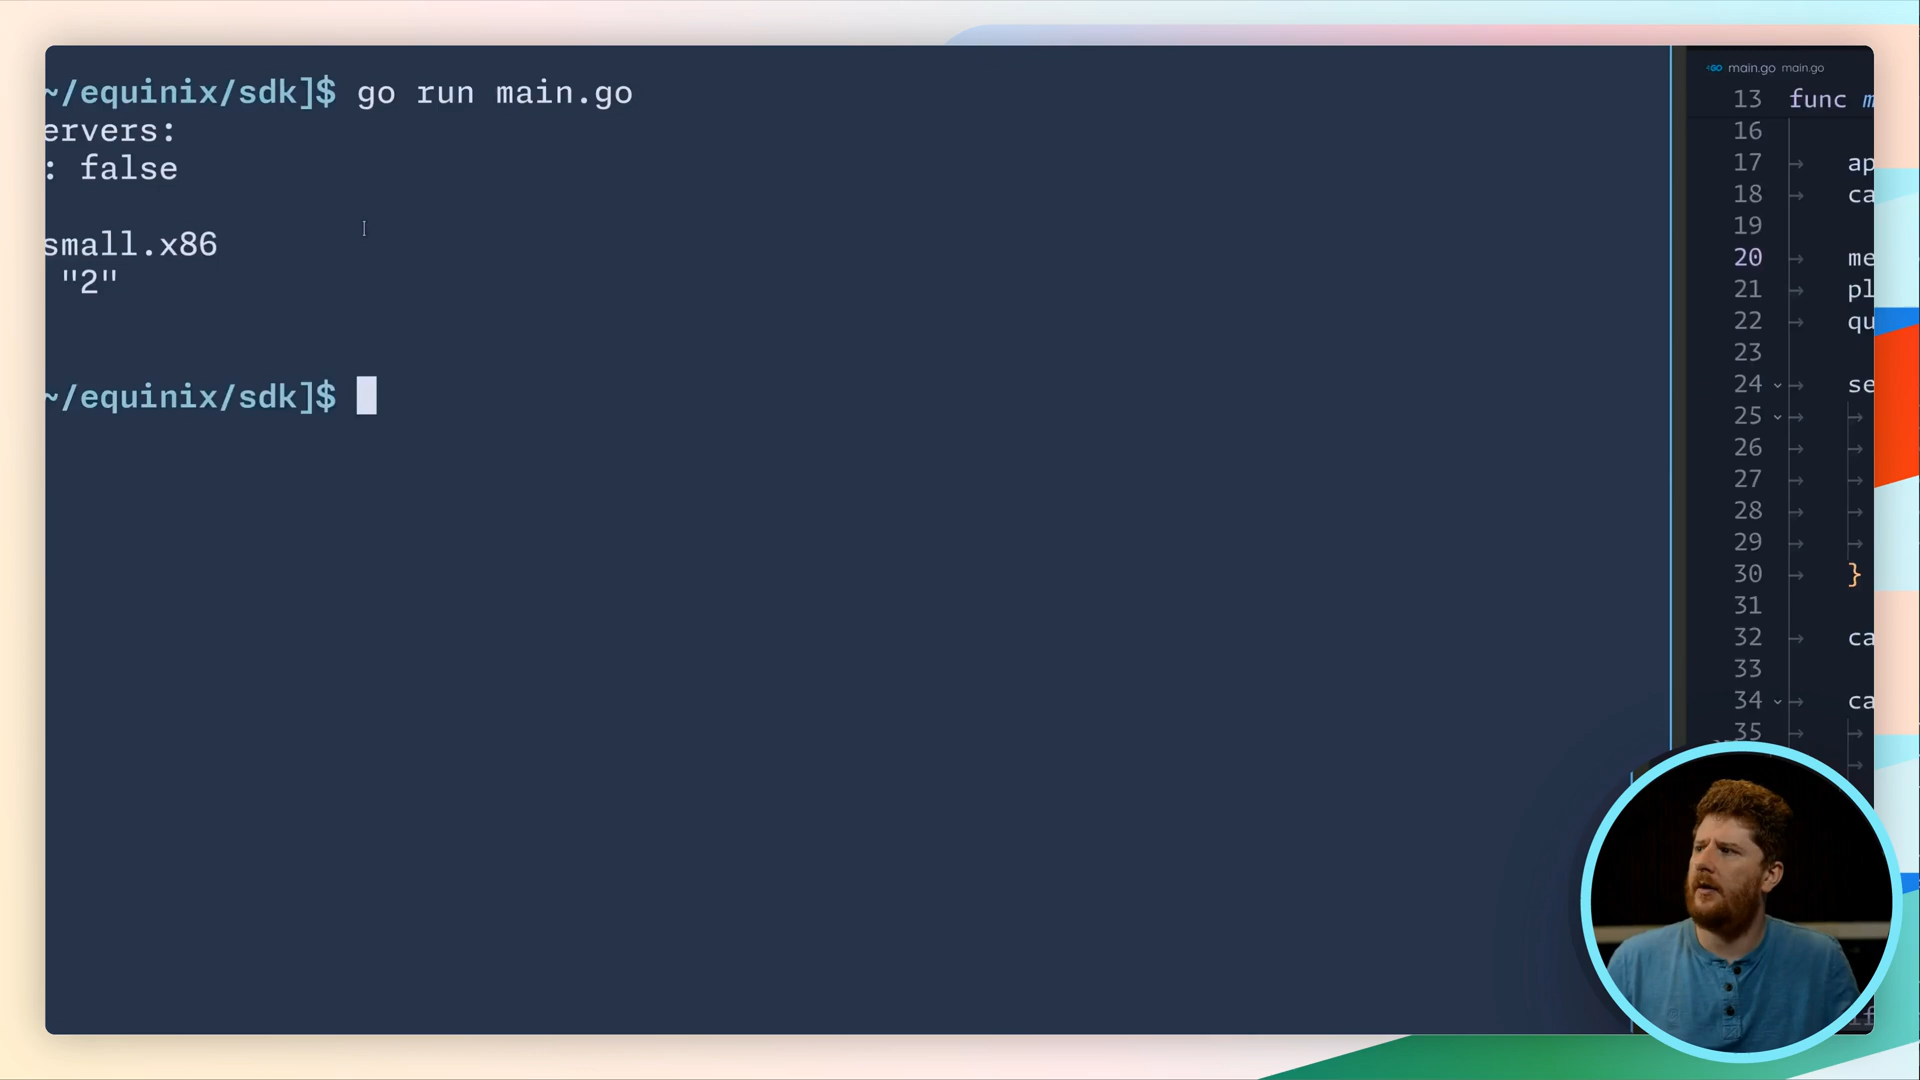 ~/equinix/sdk]$ go run main.go
ervers:
: false
small.x86
"2"
~/equinix/sdk]$
GO main.go main.go
13 func m
16
17 ap
18 ca
19
20 me
21 pl
22 qu
23
24 se
25
26
27
28
29
30 }
31
32 ca
33
34 ca
35
if